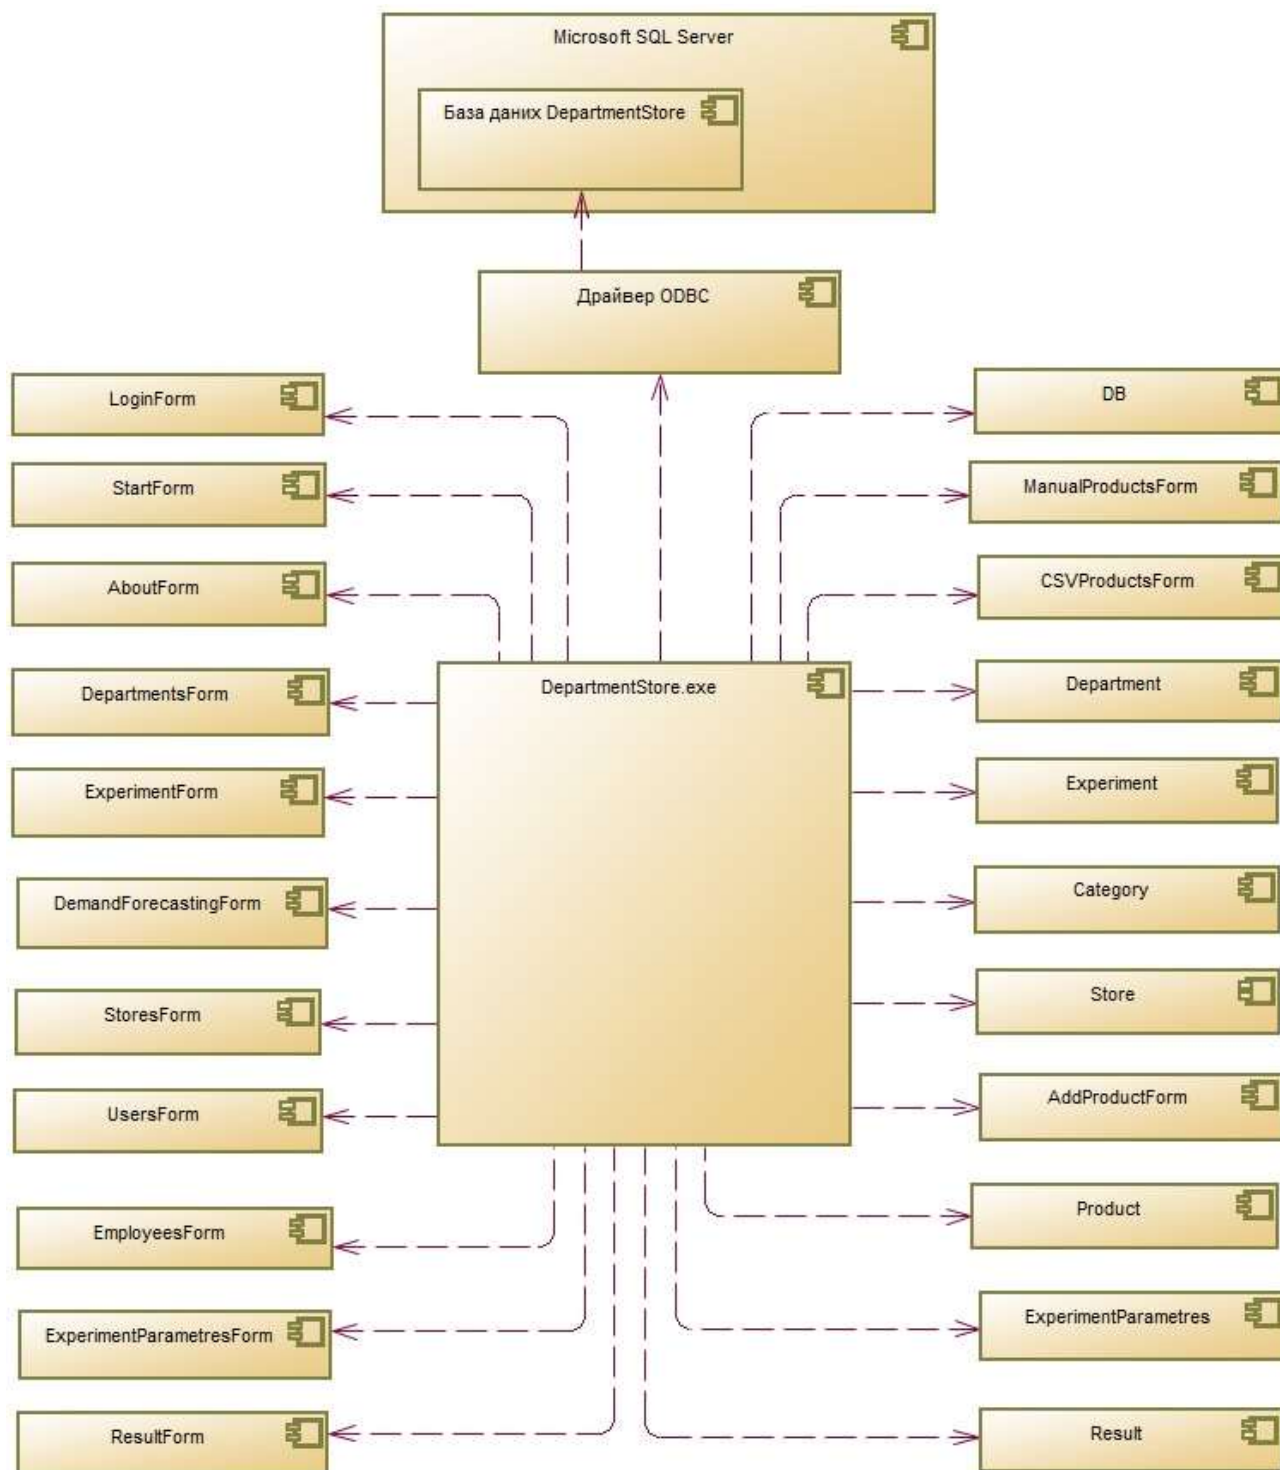 Microsoft SQL Server
База даних DepartmentStore
Драйвер ODBC
LoginForm
DB
StartForm
ManualProductsForm
AboutForm
CSVProductsForm
DepartmentsForm
DepartmentStore.exe
Department
ExperimentForm
Experiment
DemandForecastingForm
Category
StoresForm
Store
UsersForm
AddProductForm
EmployeesForm
Product
ExperimentParametresForm
ExperimentParametres
ResultForm
Result